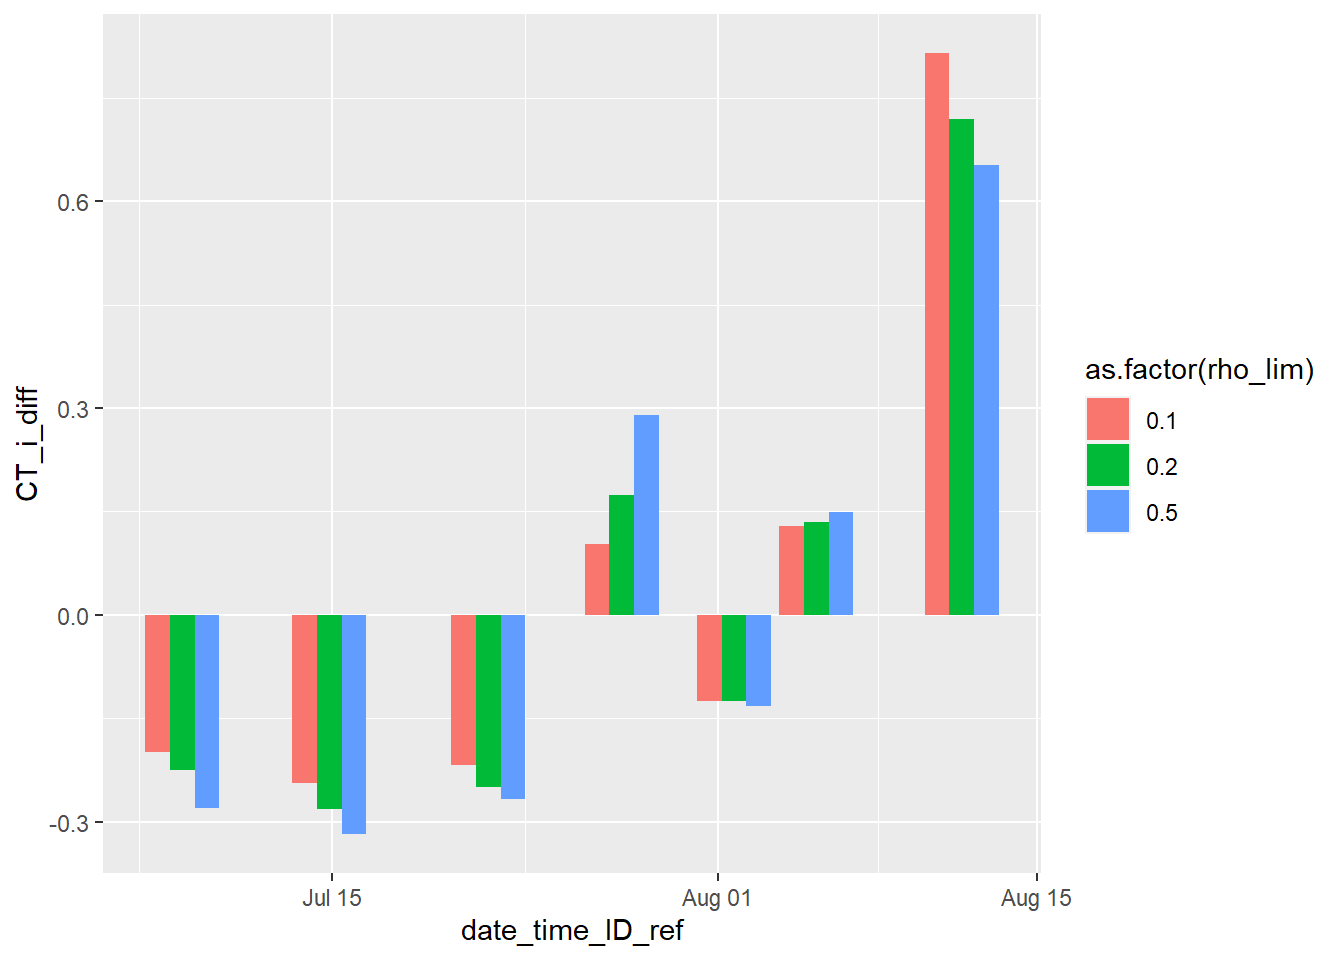 0.6
0.3
0.0
-0.3
CT_i_diff
Jul 15
Aug 01
Aug 15
date_time_ID_ref
as.factor(rho_lim)
0.1
0.2
0.5